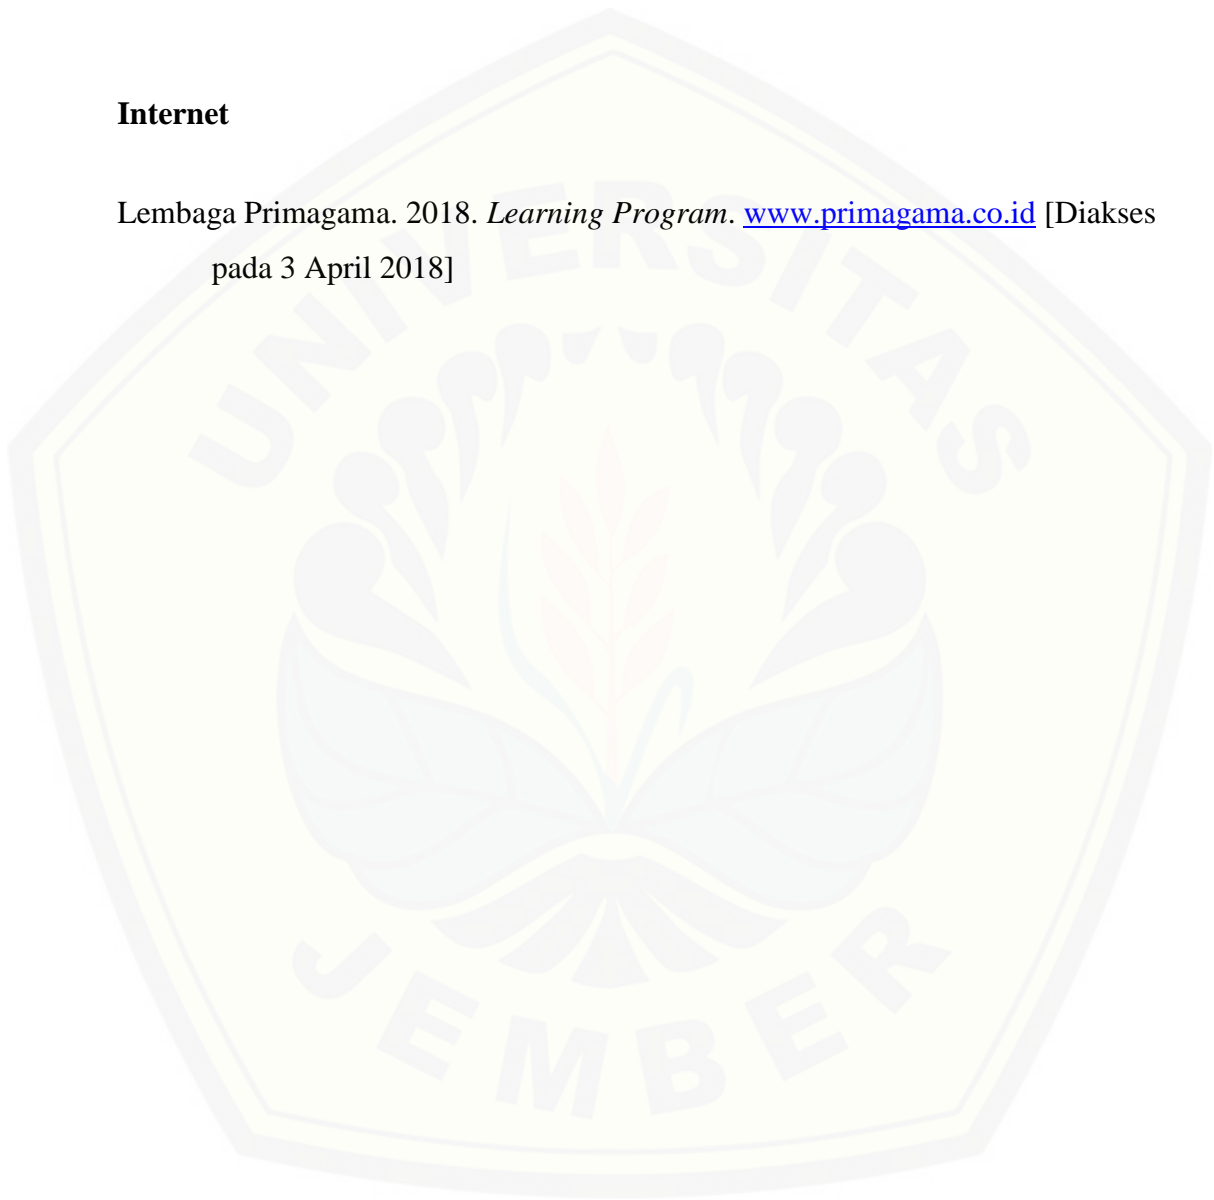 Internet
Lembaga Primagama. 2018. Learning Program. www.primagama.co.id [Diakses
pada 3 April 2018]
UNIVERSITAS
JEMBER